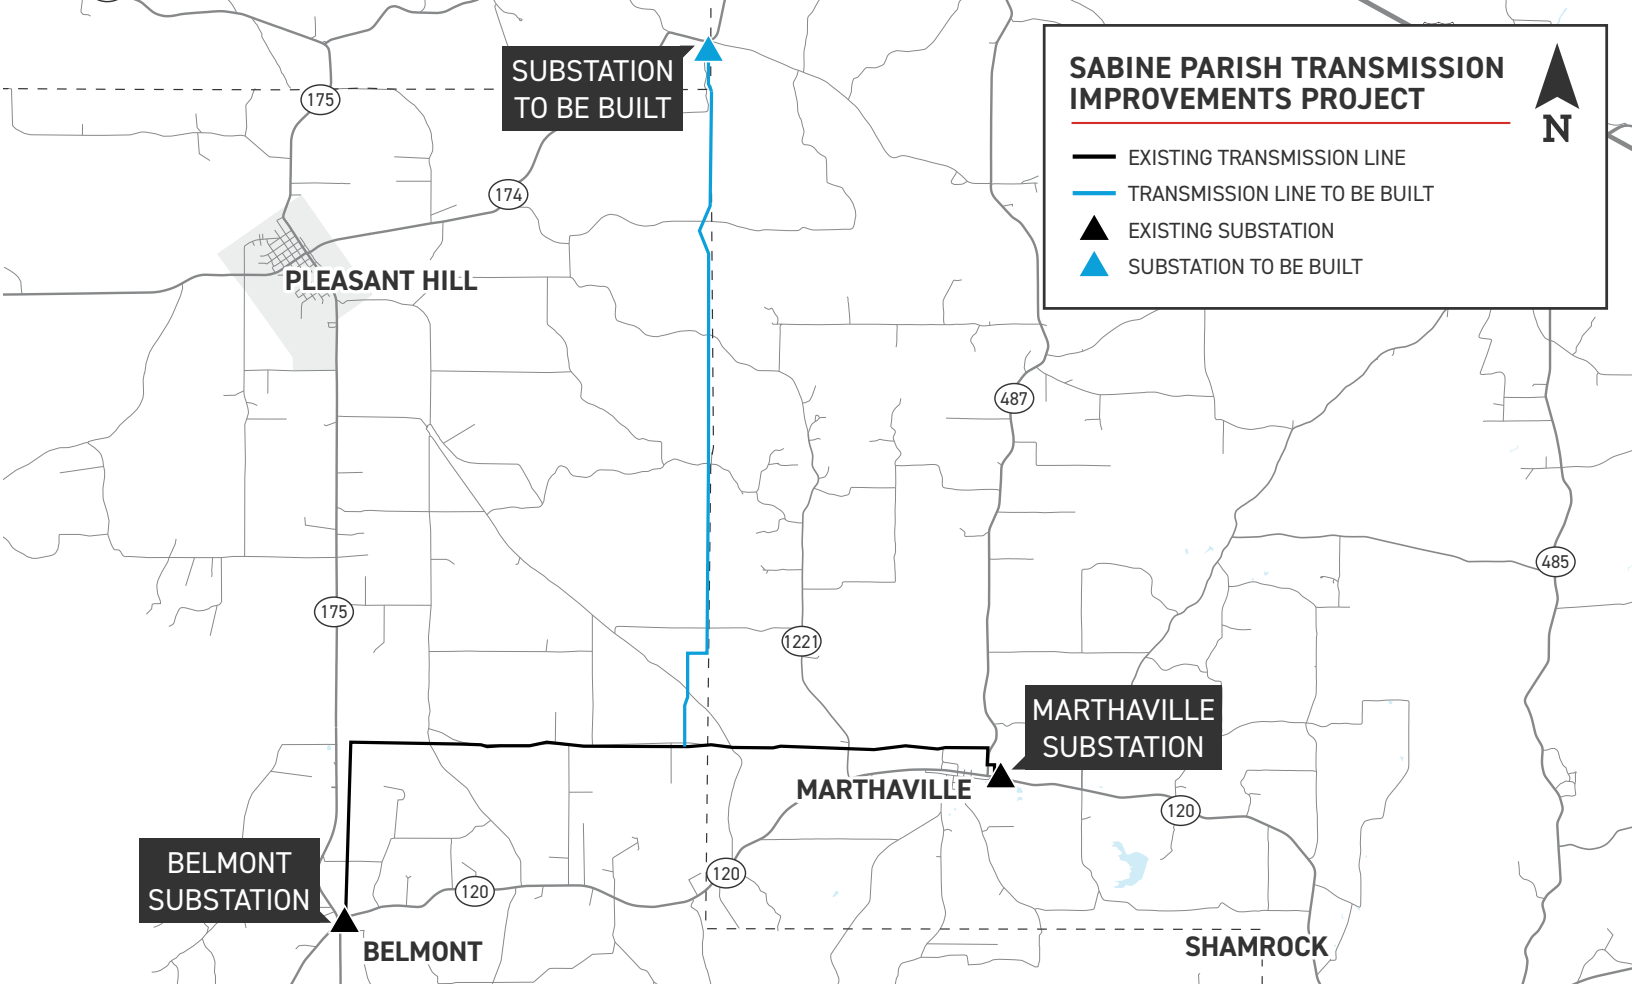 SUBSTATION
TO BE BUILT
SABINE PARISH TRANSMISSION
IMPROVEMENTS PROJECT
N
EXISTING TRANSMISSION LINE
TRANSMISSION LINE TO BE BUILT
EXISTING SUBSTATION
SUBSTATION TO BE BUILT
175
174
PLEASANT HILL
487
485
175
1221
MARTHAVILLE
SUBSTATION
MARTHAVILLE
120
BELMONT
SUBSTATION
120
120
BELMONT
SHAMROCK